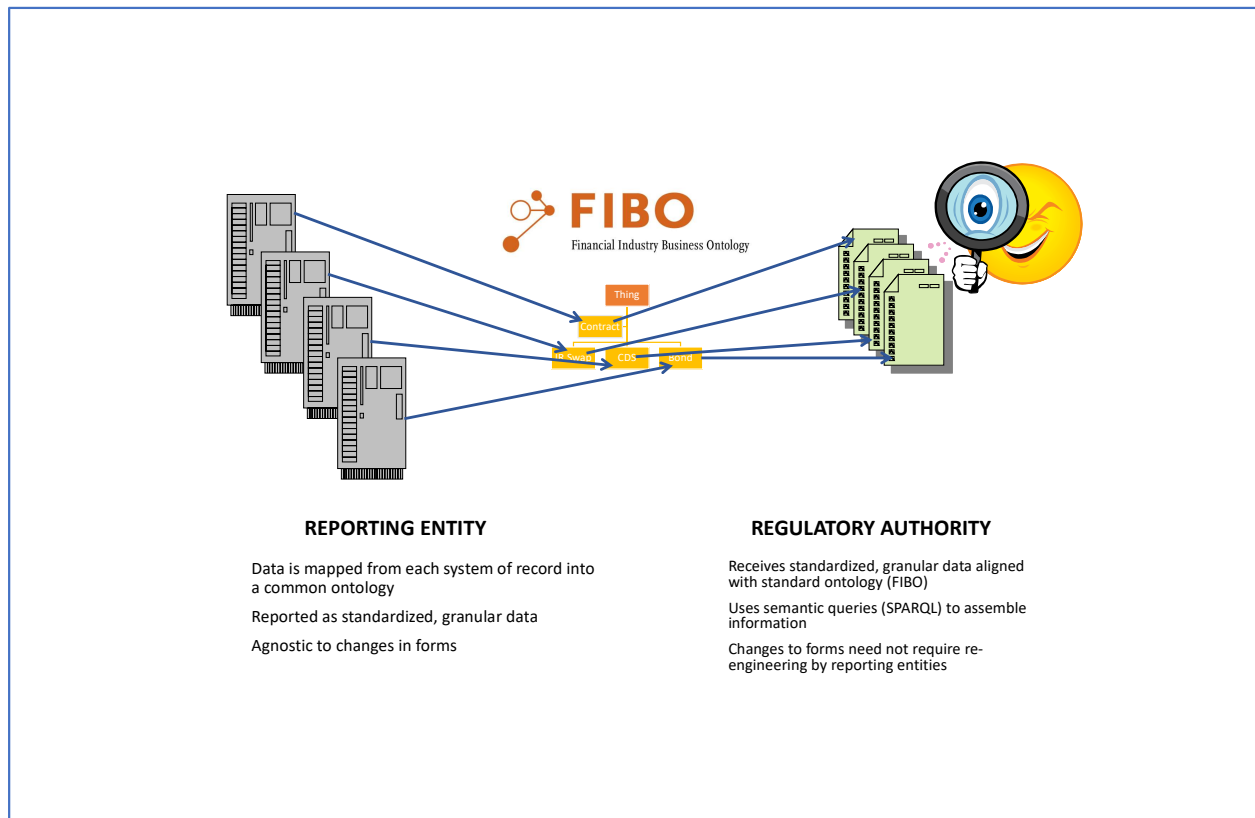 FIBO
Financial Industry Business Ontology
Thing
Contract
IR Swap
CDS
Bond
REPORTING ENTITY
Data is mapped from each system of record into
a common ontology
Reported as standardized, granular data
Agnostic to changes in forms
REGULATORY AUTHORITY
Receives standardized, granular data aligned
with standard ontology (FIBO)
Uses semantic queries (SPARQL) to assemble
information
Changes to forms need not require re-
engineering by reporting entities